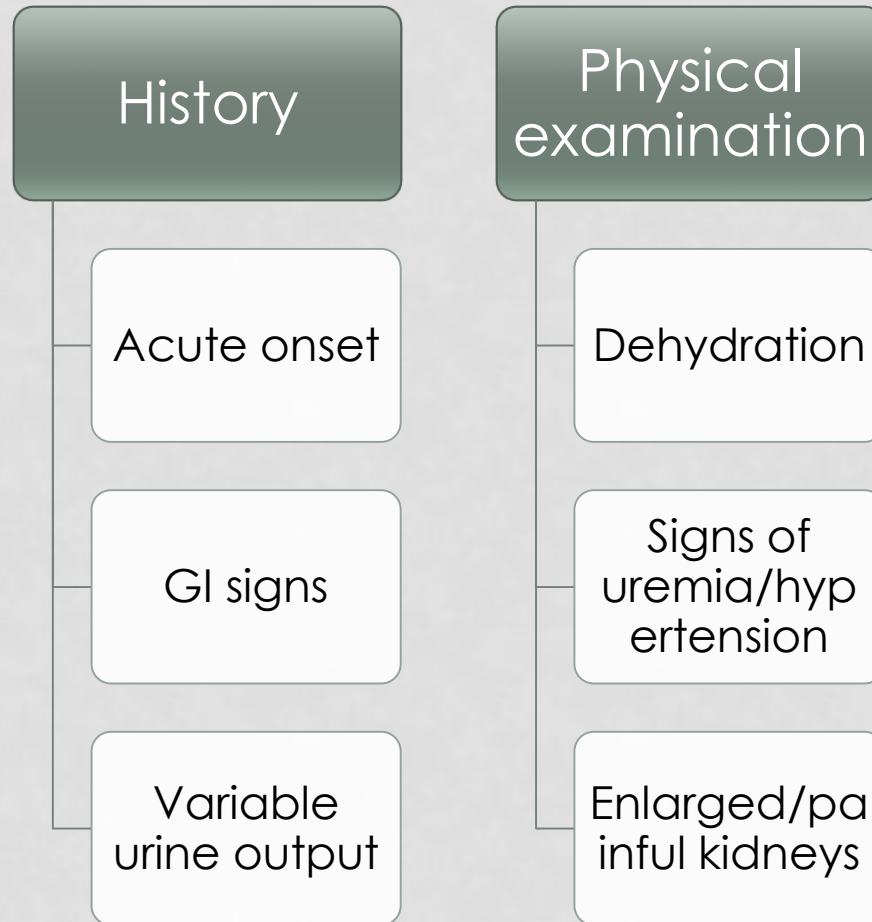 History
Acute onset
GI signs
Variable
urine output
Physical
examination
Dehydration
Signs of
uremia/hyp
ertension
Enlarged/pa
inful kidneys